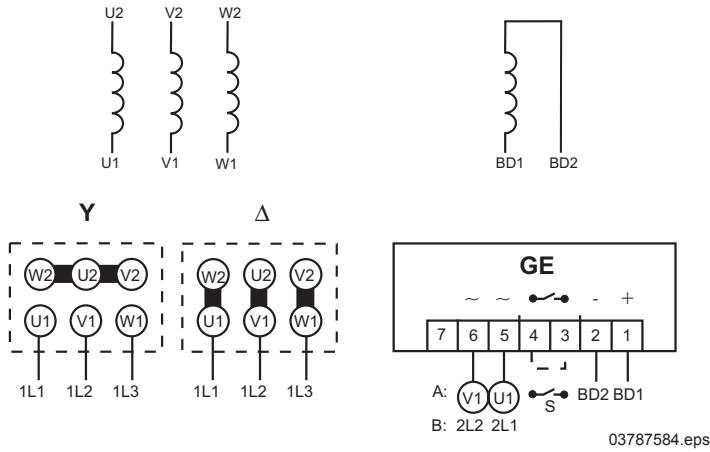 U2 V2 W2
U1 V1 W1
BD1 BD2
Y Δ
W2 U2 V2
U1 V1 W1
1L1 1L2 1L3
W2 U2 V2
U1 V1 W1
1L1 1L2 1L3
GE
~ ~ - +
7 6 5 4 3 2 1
A: V1 U1 S BD2 BD1
B: 2L2 2L1
03787584.eps